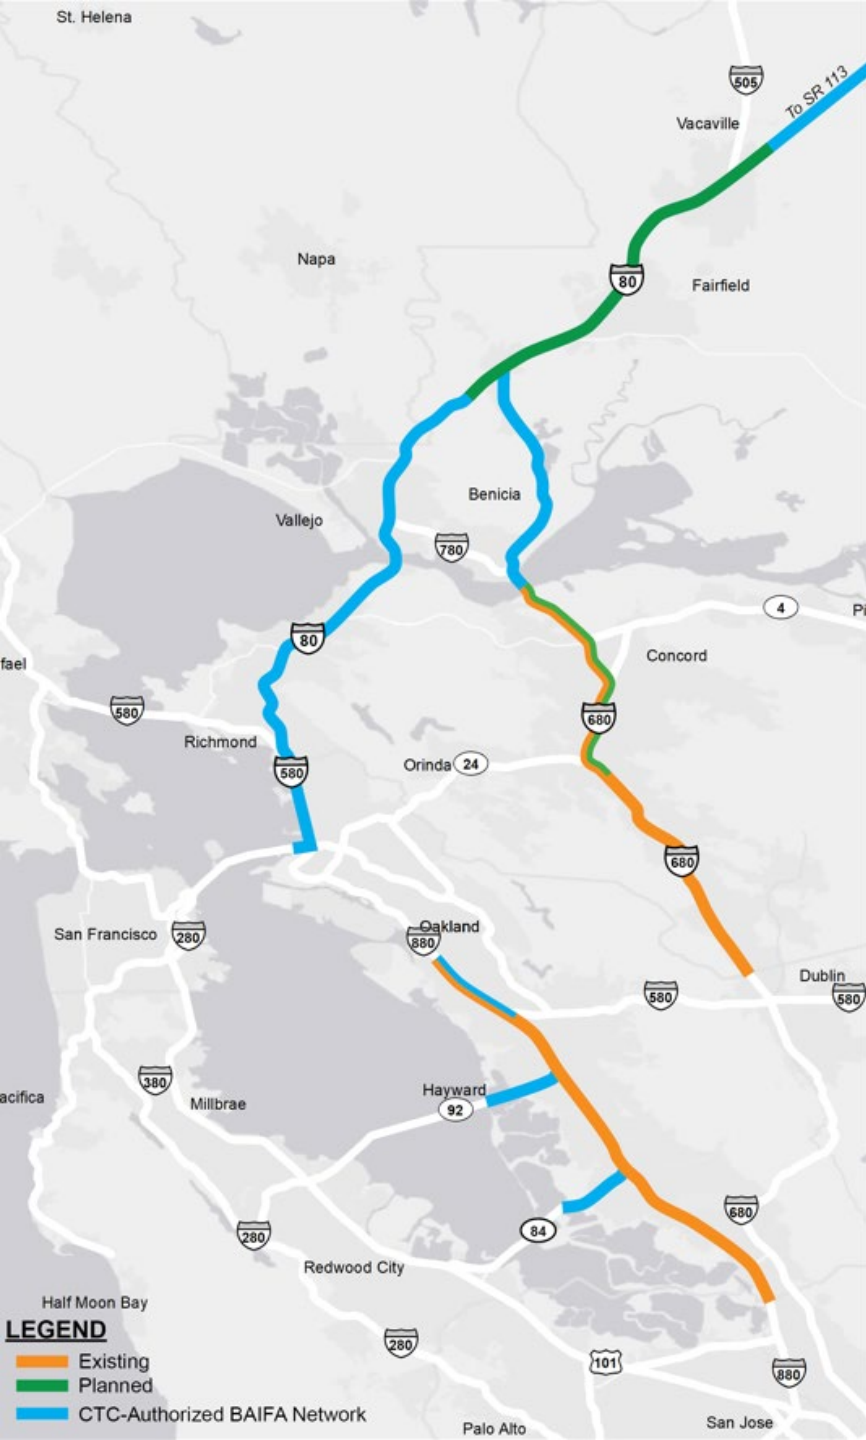 St. Helena
505
To SR 113
Vacaville
Napa
80
Fairfield
Benicia
Vallejo
780
4
Pi
80
Concord
fael
580
680
Richmond
580
Orinda
24
680
Oakland
San Francisco
280
880
Dublin
580
580
380
Hayward
acifica
Millbrae
92
680
84
280
Redwood City
Half Moon Bay
LEGEND
280
Existing
101
Planned
880
CTC-Authorized BAIFA Network
San Jose
Palo Alto